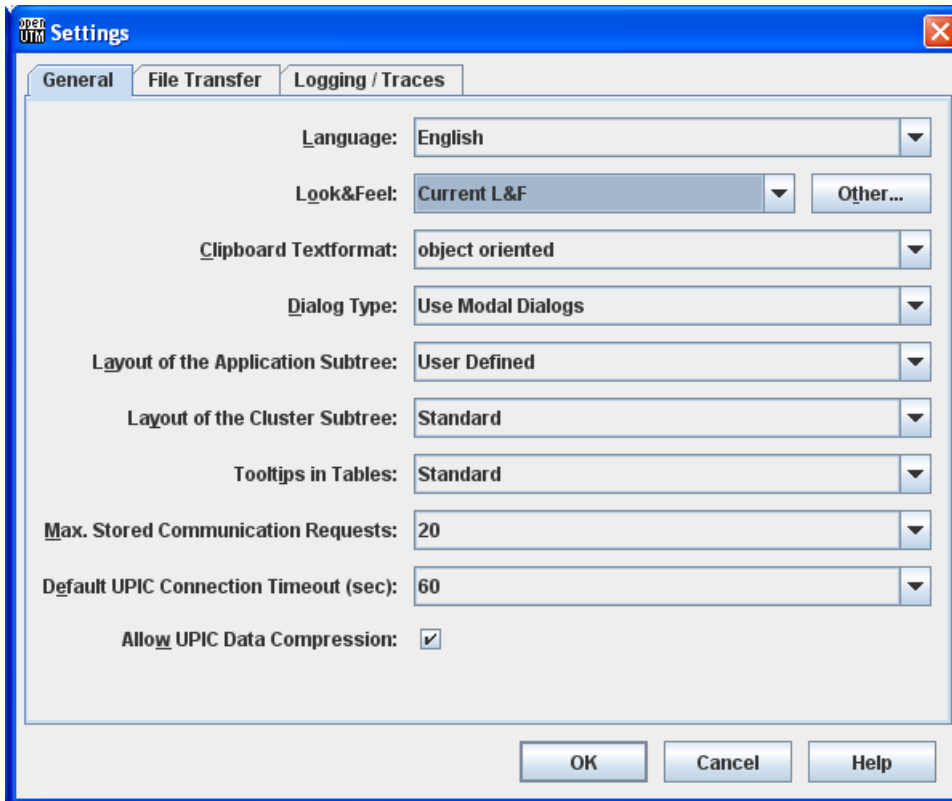 open
UTM Settings
General File Transfer Logging / Traces
Language: English
Look&Feel: Current L&F Other...
Clipboard Textformat: object oriented
Dialog Type: Use Modal Dialogs
Layout of the Application Subtree: User Defined
Layout of the Cluster Subtree: Standard
Tooltips in Tables: Standard
Max. Stored Communication Requests: 20
Default UPIC Connection Timeout (sec): 60
Allow UPIC Data Compression:
OK Cancel Help